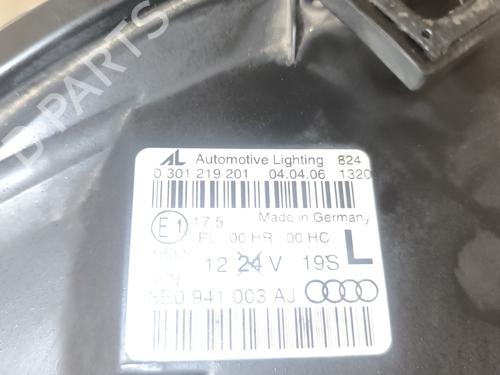 B-PARTS
AL Automotive Lighting 824
0 301 219 201 04.04.06 1320
E1 17.5 Made in Germany
PL 00 HR 00 HC L
12 24 V 19S
941 003 AJ